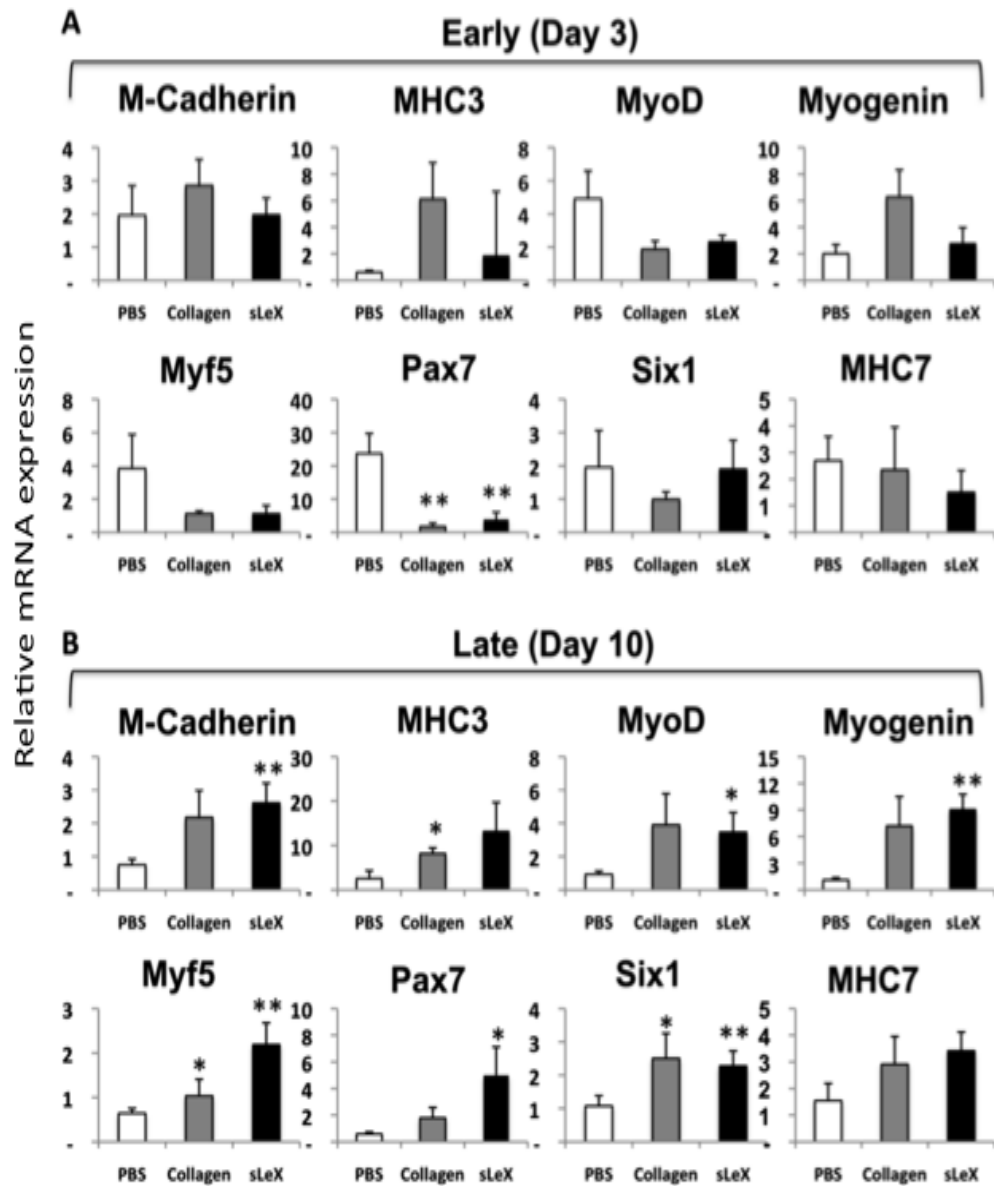 A
Early (Day 3)
M-Cadherin MHC3 MyoD Myogenin
4 3 2 1 -
10 8 6 4 2 -
8 6 4 2 -
10 8 6 4 2 -
PBS Collagen sLeX PBS Collagen sLeX PBS Collagen sLeX PBS Collagen sLeX
Myf5 Pax7 Six1 MHC7
8 6 4 2 -
40 30 20 10 -
** **
4 3 2 1 -
5 4 3 2 1 -
PBS Collagen sLeX PBS Collagen sLeX PBS Collagen sLeX PBS Collagen sLeX
Relative mRNA expression
B
Late (Day 10)
M-Cadherin MHC3 MyoD Myogenin
4 3 2 1 -
**
30 20 10 -
*
8 6 4 2 -
*
15 12 9 6 3 -
**
PBS Collagen sLeX PBS Collagen sLeX PBS Collagen sLeX PBS Collagen sLeX
Myf5 Pax7 Six1 MHC7
3 2 1 -
* **
10 8 6 4 2 -
*
4 3 2 1 -
* **
5 4 3 2 1 -
PBS Collagen sLeX PBS Collagen sLeX PBS Collagen sLeX PBS Collagen sLeX